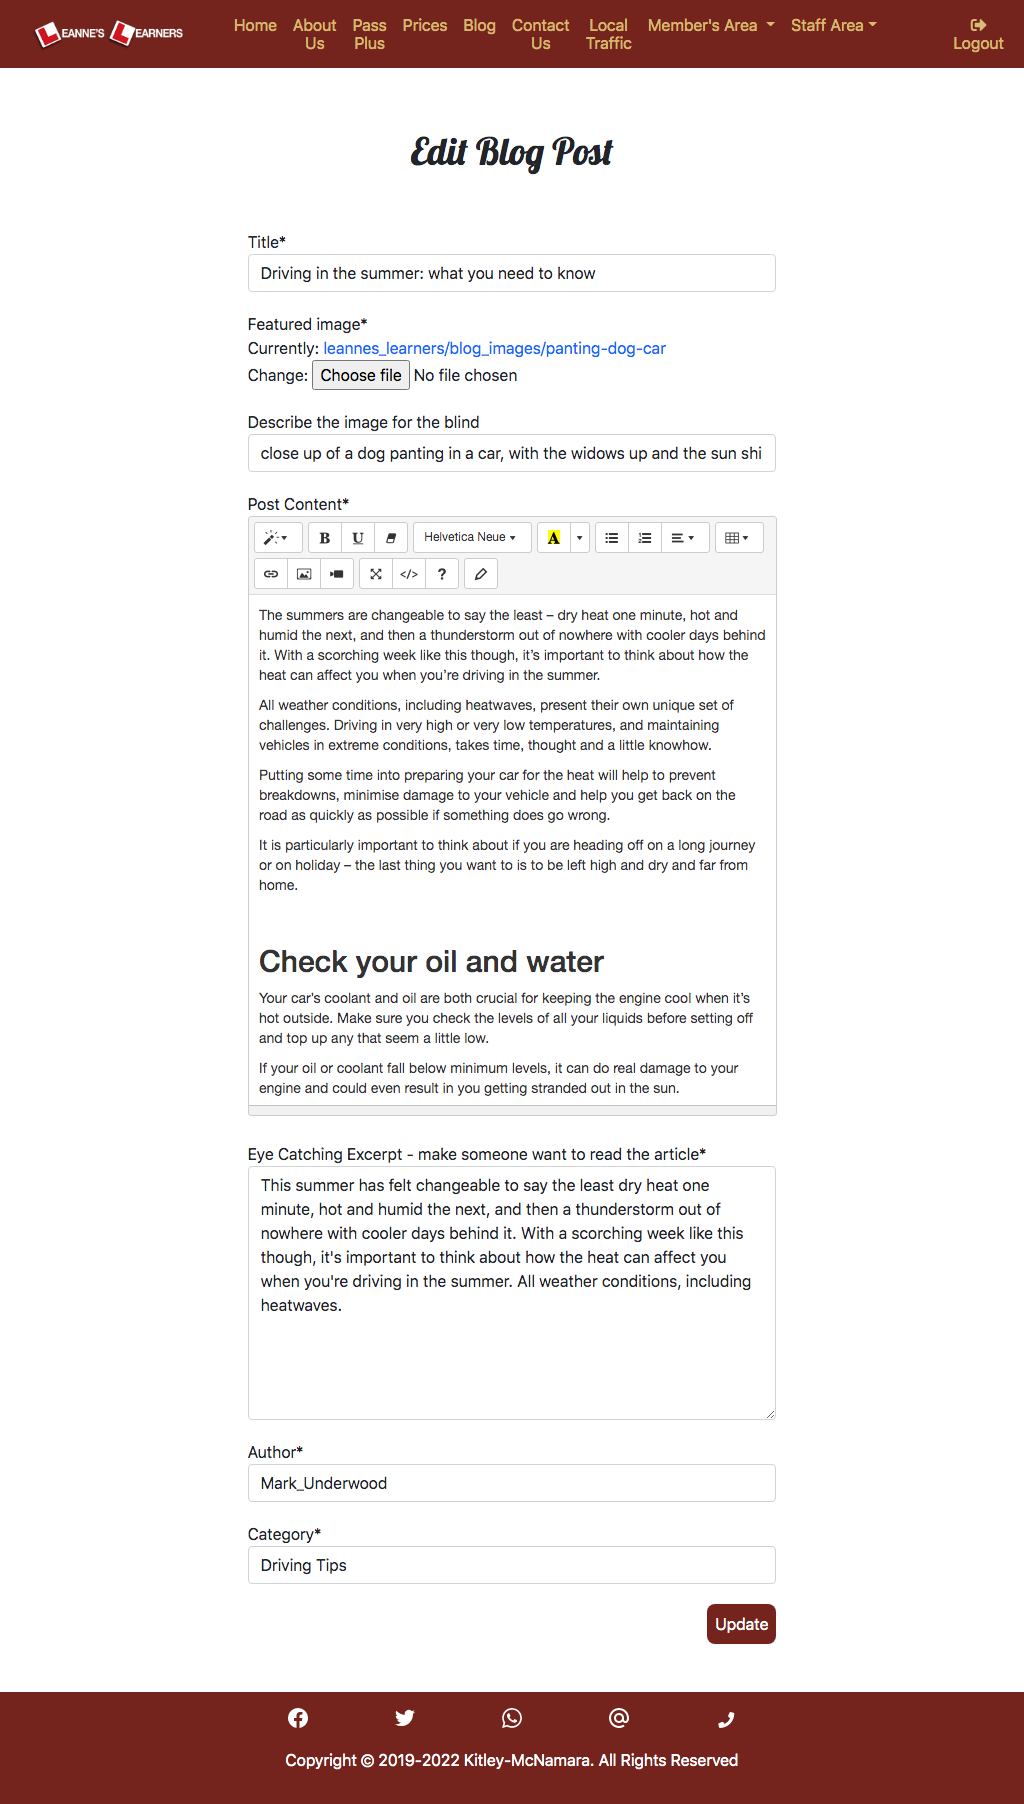 LEANNE'S LEARNERS
Home
About Us
Pass Plus
Prices
Blog
Contact Us
Local Traffic
Member's Area
Staff Area
Logout
Edit Blog Post
Title*
Driving in the summer: what you need to know
Featured image*
Currently: leannes_learners/blog_images/panting-dog-car
Change: Choose file No file chosen
Describe the image for the blind
close up of a dog panting in a car, with the widows up and the sun shi
Post Content*
B U Helvetica Neue A
</> ?
The summers are changeable to say the least – dry heat one minute, hot and
humid the next, and then a thunderstorm out of nowhere with cooler days behind
it. With a scorching week like this though, it’s important to think about how the
heat can affect you when you’re driving in the summer.
All weather conditions, including heatwaves, present their own unique set of
challenges. Driving in very high or very low temperatures, and maintaining
vehicles in extreme conditions, takes time, thought and a little knowhow.
Putting some time into preparing your car for the heat will help to prevent
breakdowns, minimise damage to your vehicle and help you get back on the
road as quickly as possible if something does go wrong.
It is particularly important to think about if you are heading off on a long journey
or on holiday – the last thing you want to is to be left high and dry and far from
home.
Check your oil and water
Your car’s coolant and oil are both crucial for keeping the engine cool when it’s
hot outside. Make sure you check the levels of all your liquids before setting off
and top up any that seem a little low.
If your oil or coolant fall below minimum levels, it can do real damage to your
engine and could even result in you getting stranded out in the sun.
Eye Catching Excerpt - make someone want to read the article*
This summer has felt changeable to say the least dry heat one
minute, hot and humid the next, and then a thunderstorm out of
nowhere with cooler days behind it. With a scorching week like this
though, it's important to think about how the heat can affect you
when you're driving in the summer. All weather conditions, including
heatwaves.
Author*
Mark_Underwood
Category*
Driving Tips
Update
Copyright © 2019-2022 Kitley-McNamara. All Rights Reserved